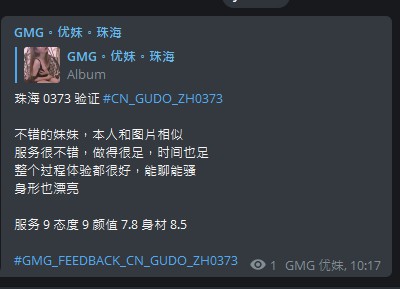 GMG。优妹。珠海
GMG。优妹。珠海
Album
珠海 0373 验证 #CN_GUDO_ZH0373
不错的妹妹，本人和图片相似
服务很不错，做得很足，时间也足
整个过程体验都很好，能聊能骚
身形也漂亮
服务 9 态度 9 颜值 7.8 身材 8.5
#GMG_FEEDBACK_CN_GUDO_ZH0373
1 GMG 优妹, 10:17